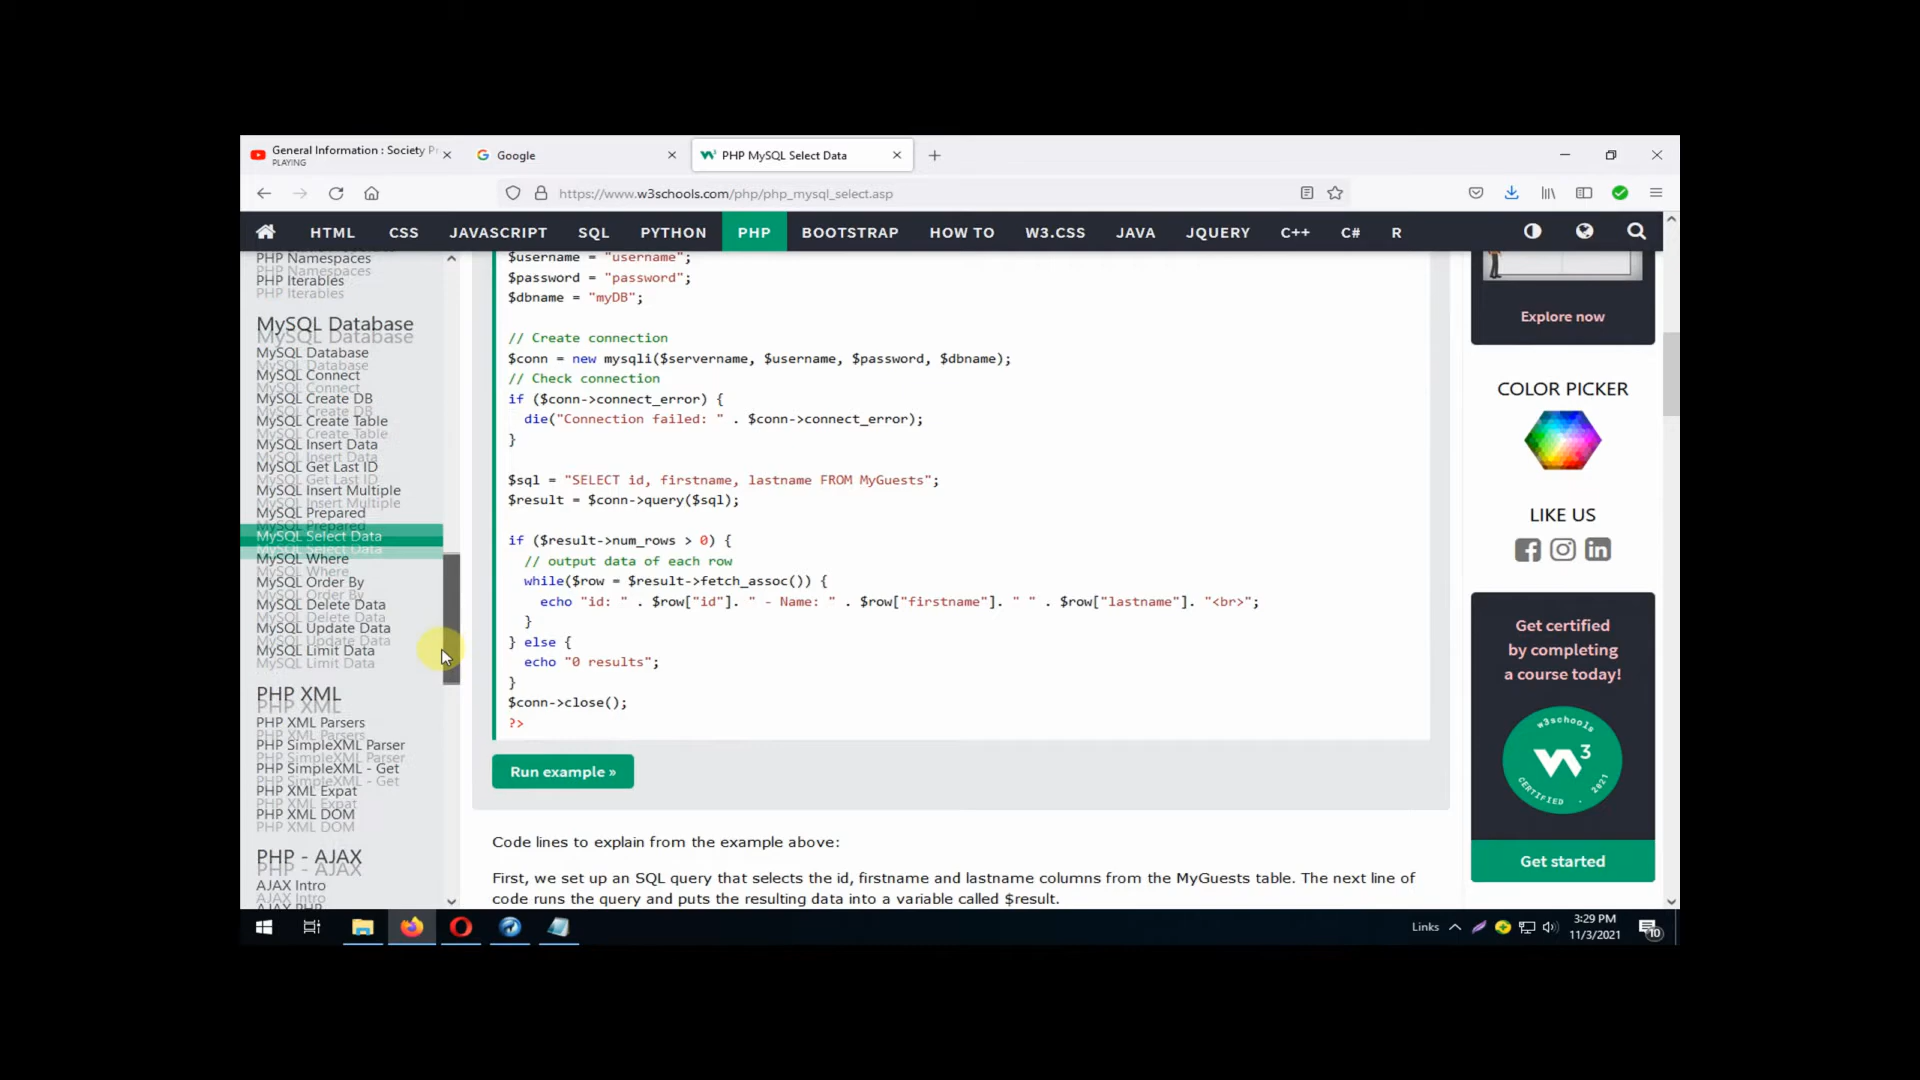 General Information : Society Pr
PLAYING
Google
PHP MySQL Select Data
https://www.w3schools.com/php/php_mysql_select.asp
HTML CSS JAVASCRIPT SQL PYTHON PHP BOOTSTRAP HOW TO W3.CSS JAVA JQUERY C++ C# R
PHP Namespaces
PHP Iterables
MySQL Database
MySQL Database
MySQL Connect
MySQL Create DB
MySQL Create Table
MySQL Insert Data
MySQL Get Last ID
MySQL Insert Multiple
MySQL Prepared
MySQL Select Data
MySQL Where
MySQL Order By
MySQL Delete Data
MySQL Update Data
MySQL Limit Data
PHP XML
PHP XML Parsers
PHP SimpleXML Parser
PHP SimpleXML - Get
PHP XML Expat
PHP XML DOM
PHP - AJAX
AJAX Intro
AJAX PHP
$username = "username";
$password = "password";
$dbname = "myDB";
// Create connection
$conn = new mysqli($servername, $username, $password, $dbname);
// Check connection
if ($conn->connect_error) {
die("Connection failed: " . $conn->connect_error);
}
$sql = "SELECT id, firstname, lastname FROM MyGuests";
$result = $conn->query($sql);
if ($result->num_rows > 0) {
// output data of each row
while($row = $result->fetch_assoc()) {
echo "id: " . $row["id"]. " - Name: " . $row["firstname"]. " " . $row["lastname"]. "<br>";
}
} else {
echo "0 results";
}
$conn->close();
?>
Run example »
Code lines to explain from the example above:
First, we set up an SQL query that selects the id, firstname and lastname columns from the MyGuests table. The next line of
code runs the query and puts the resulting data into a variable called $result.
Explore now
COLOR PICKER
LIKE US
Get certified
by completing
a course today!
w3schools
W3
CERTIFIED . 2021
Get started
Links
3:29 PM
11/3/2021
10